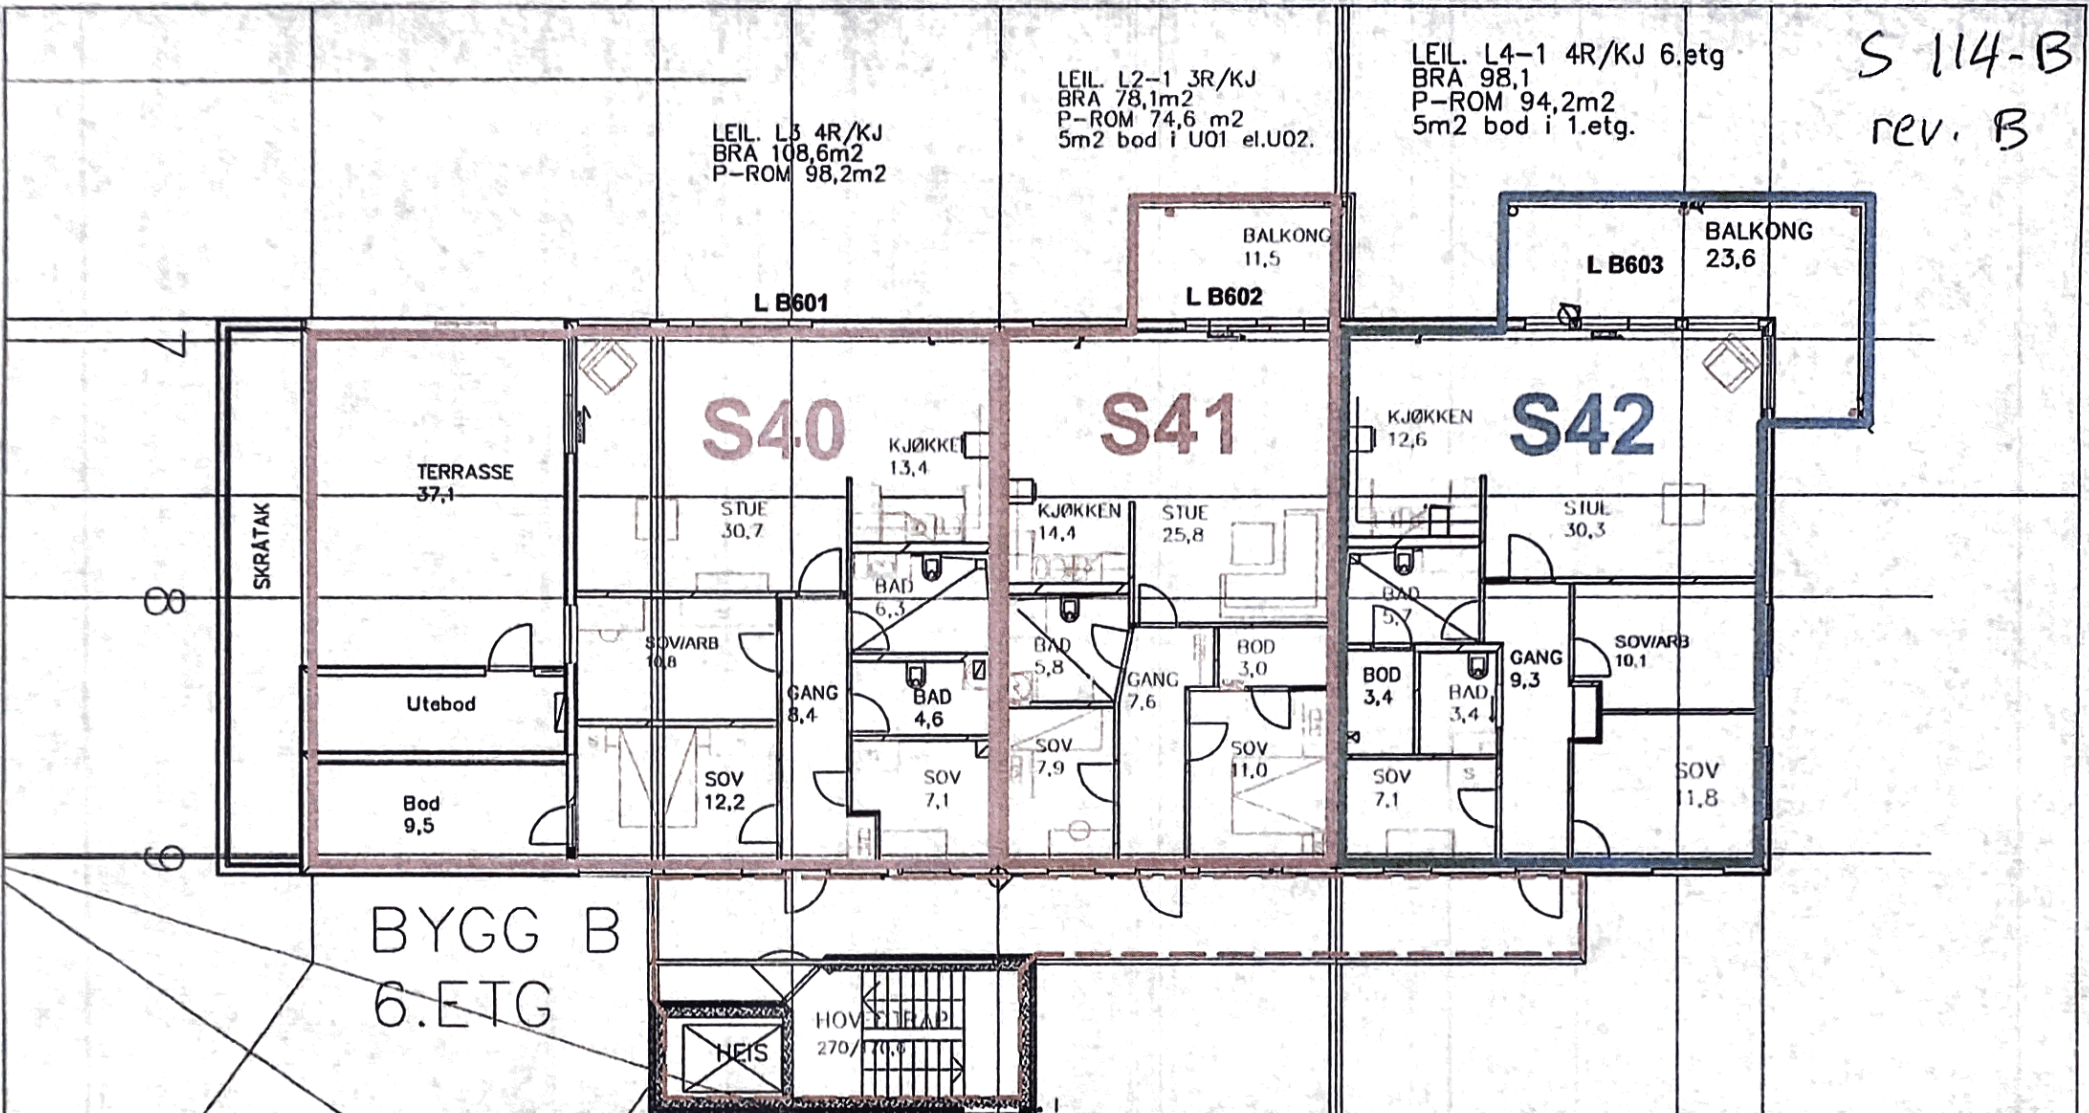 S 114-B
rev. B
LEIL. L3 4R/KJ
BRA 108,6m2
P-ROM 98,2m2
LEIL. L2-1 3R/KJ
BRA 78,1m2
P-ROM 74,6 m2
5m2 bod i U01 el.U02.
LEIL. L4-1 4R/KJ 6.etg
BRA 98,1
P-ROM 94,2m2
5m2 bod i 1.etg.
BALKONG
11,5
L B603
BALKONG
23,6
L B601
L B602
7
8
9
SKRÅTAK
TERRASSE
37,1
Utebod
Bod
9,5
S40
STUE
30,7
KJØKKE
13,4
BAD
6,3
SOV/ARB
10,8
GANG
8,4
BAD
4,6
SOV
12,2
SOV
7,1
S41
KJØKKEN
14,4
STUE
25,8
BAD
5,8
GANG
7,6
BOD
3,0
SOV
7,9
SOV
11,0
S42
KJØKKEN
12,6
STUE
30,3
BAD
5,7
BOD
3,4
BAD
3,4
GANG
9,3
SOV/ARB
10,1
SOV
7,1
S
SOV
11,8
BYGG B
6.ETG
HEIS